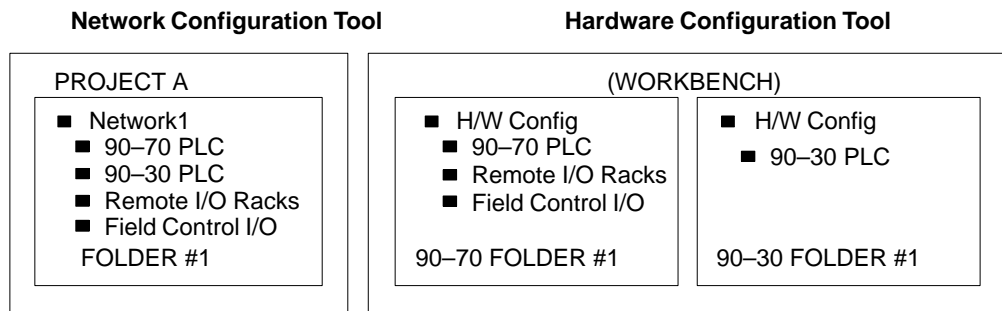 Network Configuration Tool
Hardware Configuration Tool
PROJECT A
(WORKBENCH)
■ Network1
■ 90–70 PLC
■ 90–30 PLC
■ Remote I/O Racks
■ Field Control I/O
FOLDER #1
■ H/W Config
■ 90–70 PLC
■ Remote I/O Racks
■ Field Control I/O
90–70 FOLDER #1
■ H/W Config
■ 90–30 PLC
90–30 FOLDER #1